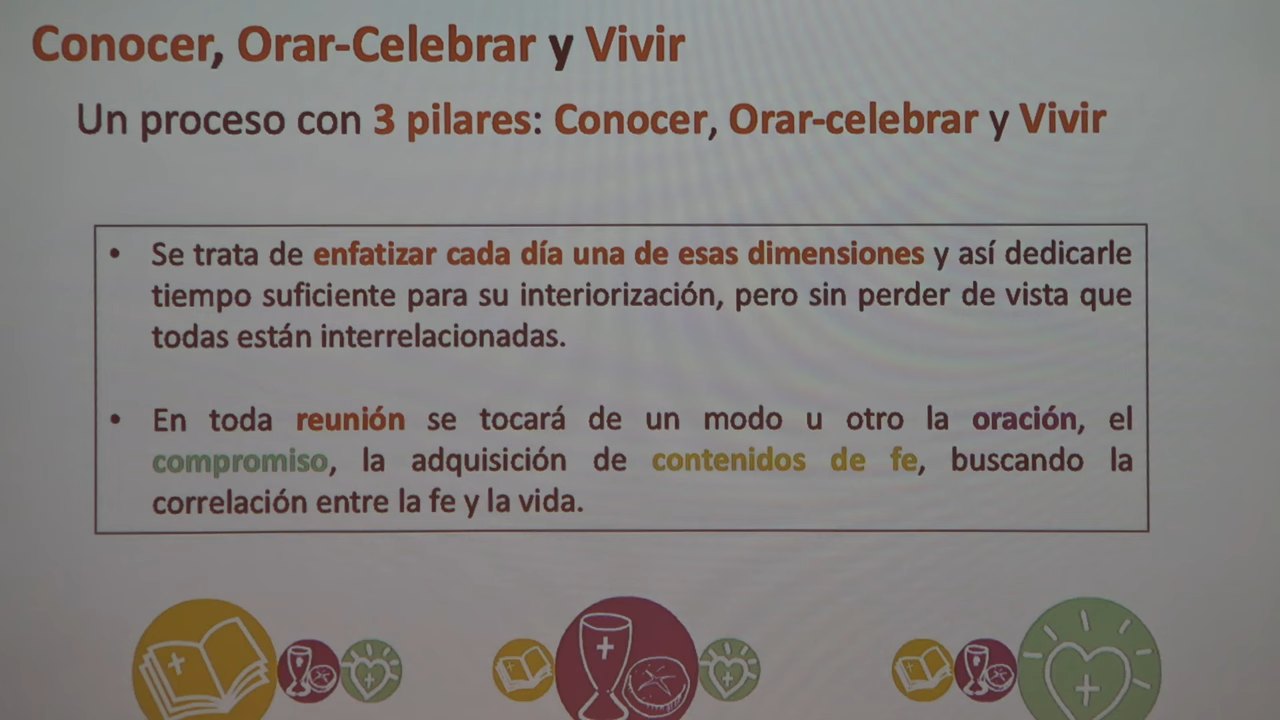 Conocer, Orar-Celebrar y Vivir
Un proceso con 3 pilares: Conocer, Orar-celebrar y Vivir
• Se trata de enfatizar cada día una de esas dimensiones y así dedicarle
tiempo suficiente para su interiorización, pero sin perder de vista que
todas están interrelacionadas.
• En toda reunión se tocará de un modo u otro la oración, el
compromiso, la adquisición de contenidos de fe, buscando la
correlación entre la fe y la vida.